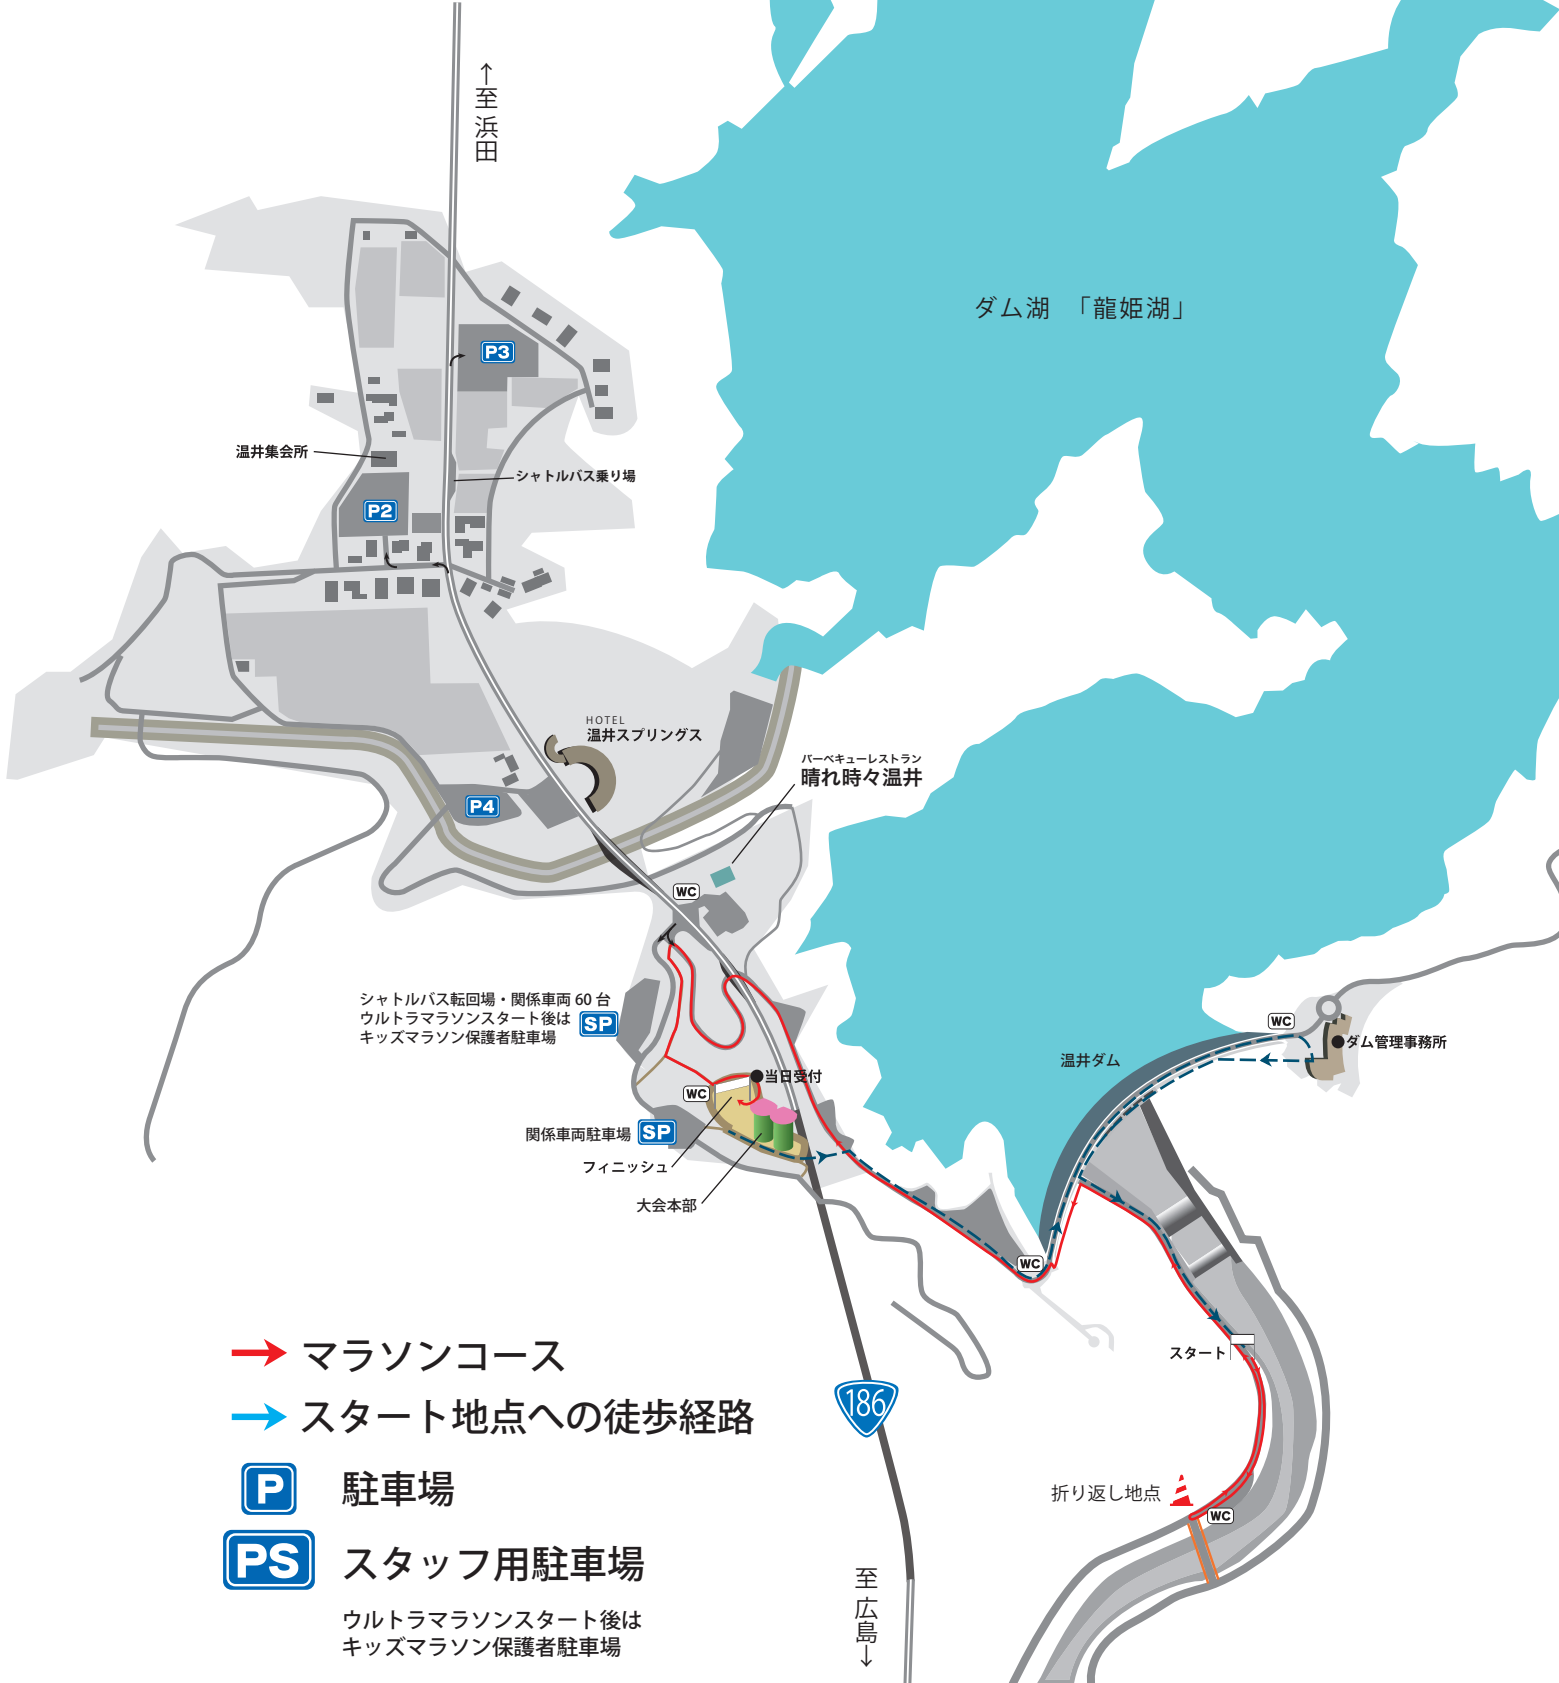 ←至 浜田
ダム湖 「龍姫湖」
P3
温井集会所
シャトルバス乗り場
P2
HOTEL
温井スプリングス
バーベキューレストラン
晴れ時々温井
P4
WC
シャトルバス転回場・関係車両 60 台
ウルトラマラソンスタート後は
キッズマラソン保護者駐車場
SP
WC
ダム管理事務所
温井ダム
当日受付
WC
関係車両駐車場
SP
フィニッシュ
大会本部
WC
スタート
マラソンコース
186
スタート地点への徒歩経路
P
駐車場
折り返し地点
WC
PS
スタッフ用駐車場
ウルトラマラソンスタート後は
キッズマラソン保護者駐車場
至 広島→